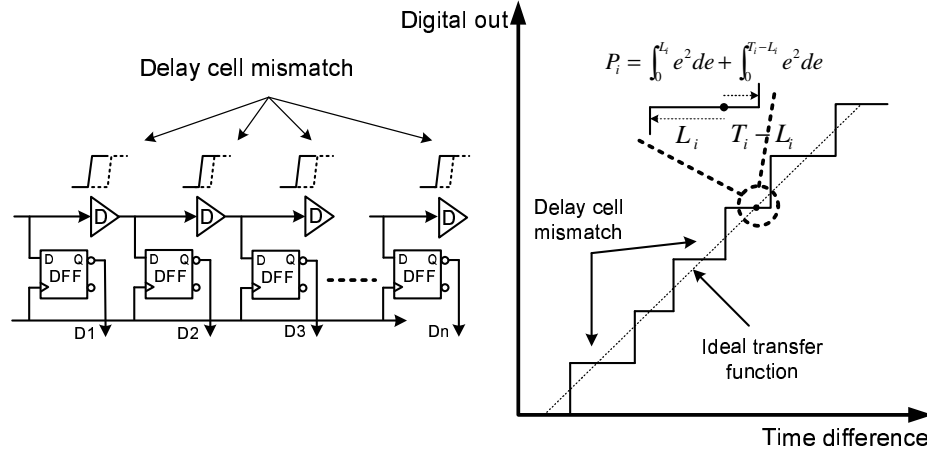 Delay cell mismatch
D
D
D
D
D Q
DFF
D Q
DFF
D Q
DFF
D Q
DFF
D1
D2
D3
Dn
Digital out
P_i = ∫_0^{L_i} e^2 de + ∫_0^{T_i-L_i} e^2 de
L_i
T_i - L_i
Delay cell
mismatch
Ideal transfer
function
Time difference